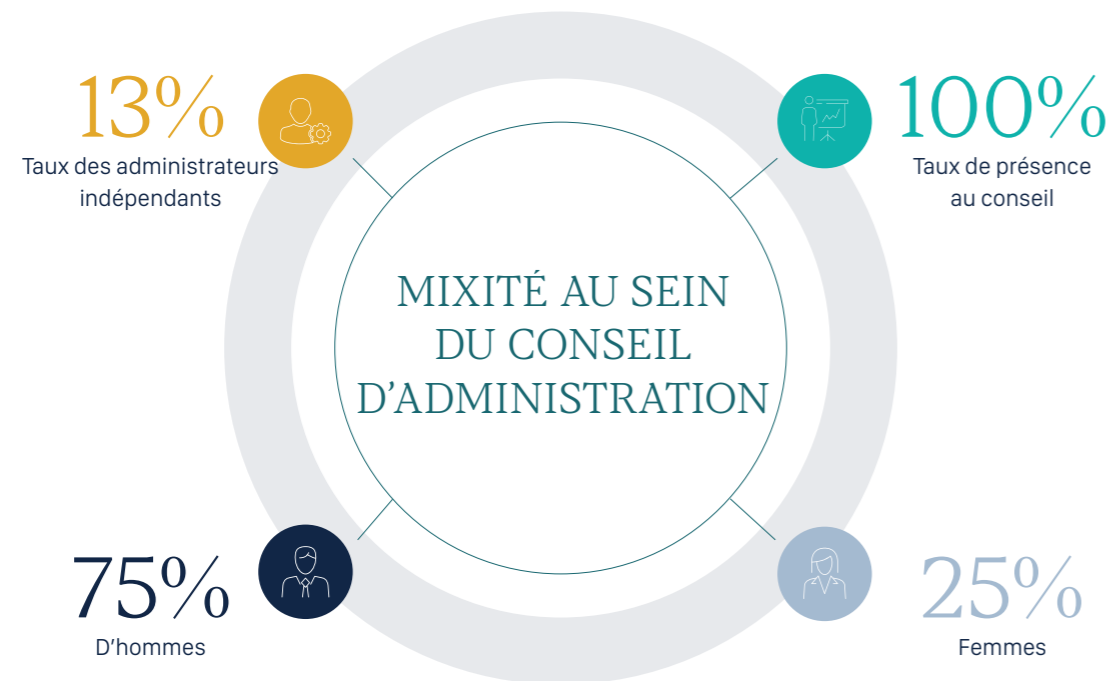 13%
Taux des administrateurs
indépendants
100%
Taux de présence
au conseil
MIXITÉ AU SEIN
DU CONSEIL
D’ADMINISTRATION
75%
D’hommes
25%
Femmes